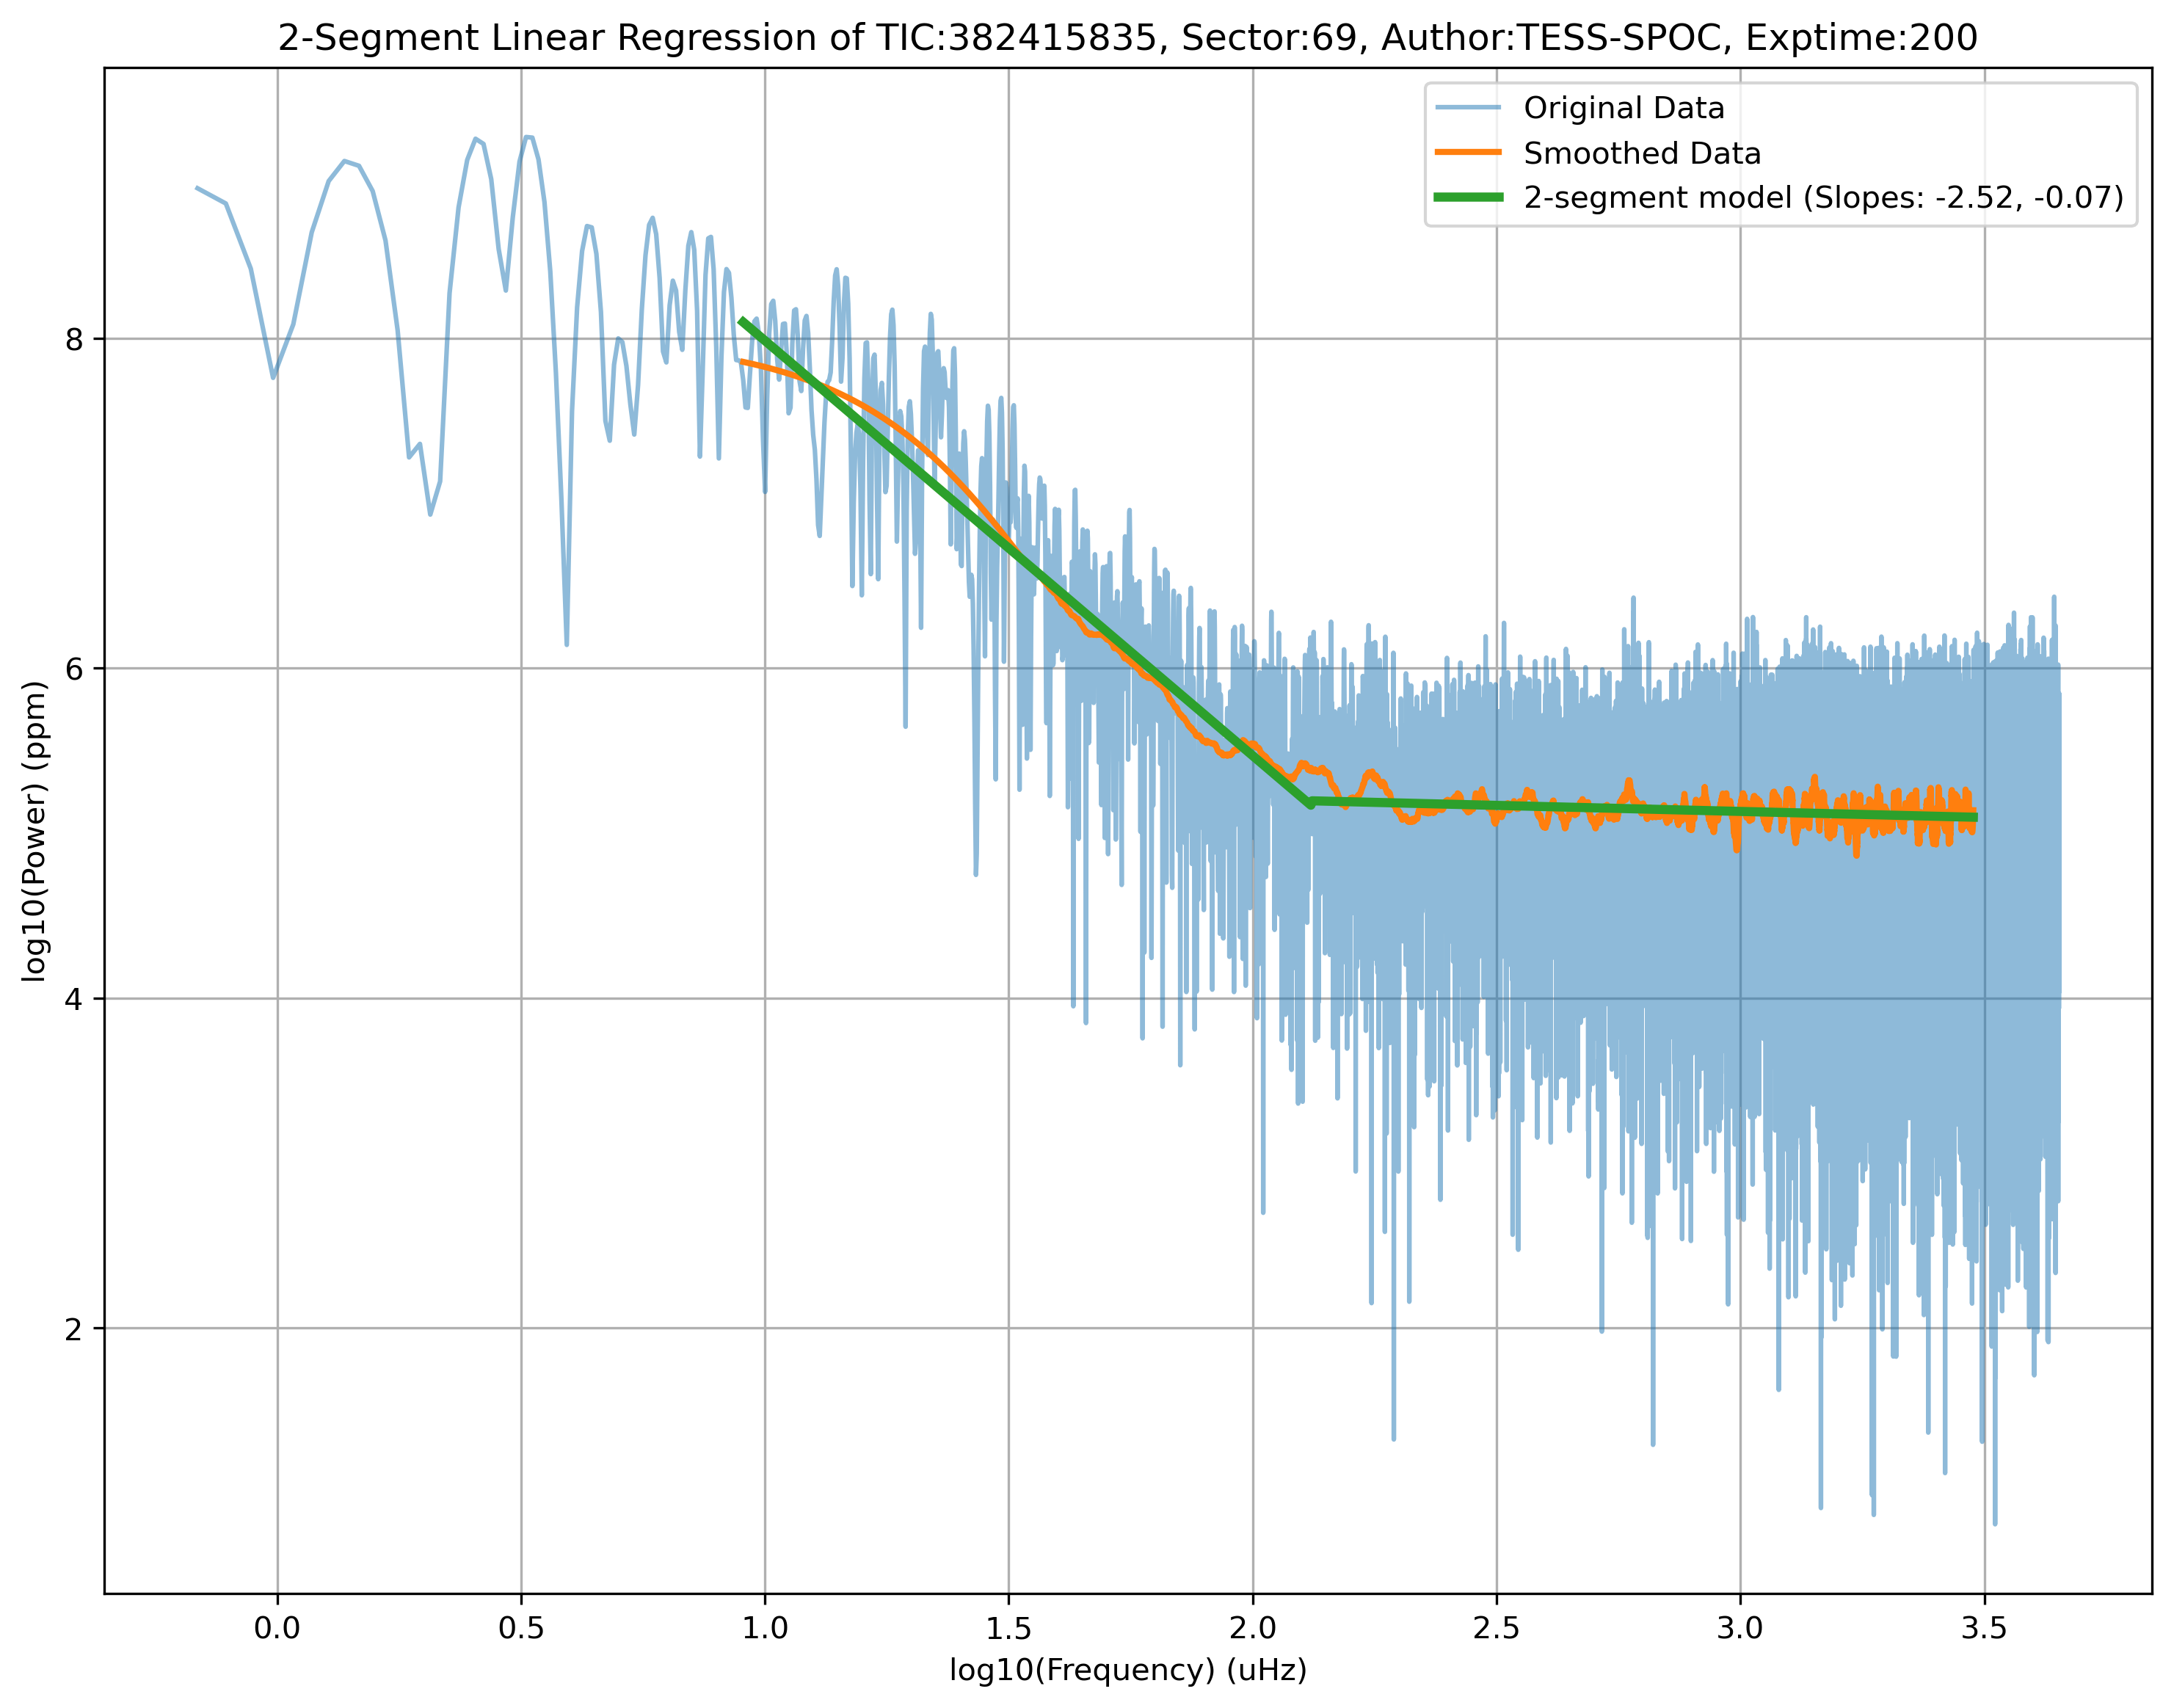 2-Segment Linear Regression of TIC:382415835, Sector:69, Author:TESS-SPOC, Exptime:200
Original Data
Smoothed Data
2-segment model (Slopes: -2.52, -0.07)
log10(Power) (ppm)
8
6
4
2
0.0 0.5 1.0 1.5 2.0 2.5 3.0 3.5
log10(Frequency) (uHz)